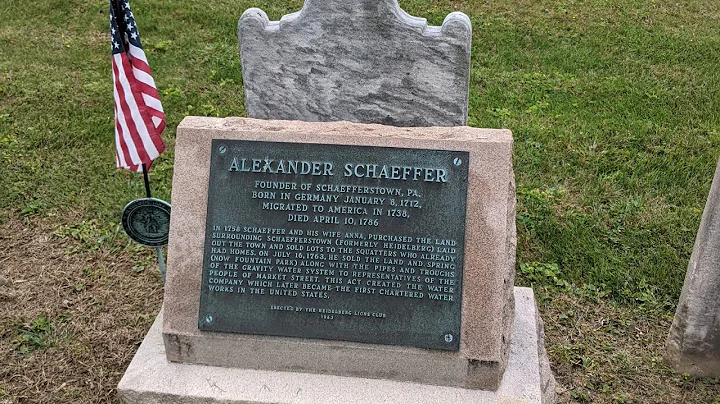 ALEXANDER SCHAEFFER
FOUNDER OF SCHAEFFERSTOWN, PA.
BORN IN GERMANY JANUARY 8, 1712,
MIGRATED TO AMERICA IN 1738,
DIED APRIL 10, 1786
IN 1758 SCHAEFFER AND HIS WIFE ANNA, PURCHASED THE LAND
SURROUNDING SCHAEFFERSTOWN (FORMERLY HEIDELBERG) LAID
OUT THE TOWN AND SOLD LOTS TO THE SQUATTERS WHO ALREADY
HAD HOMES. ON JULY 16, 1763, HE SOLD THE LAND AND SPRING
(NOW FOUNTAIN PARK) ALONG WITH THE PIPES AND TROUGHS
OF THE GRAVITY WATER SYSTEM TO REPRESENTATIVES OF THE
PEOPLE OF MARKET STREET. THIS ACT CREATED THE WATER
COMPANY WHICH LATER BECAME THE FIRST CHARTERED WATER
WORKS IN THE UNITED STATES.
ERECTED BY THE HEIDELBERG LIONS CLUB